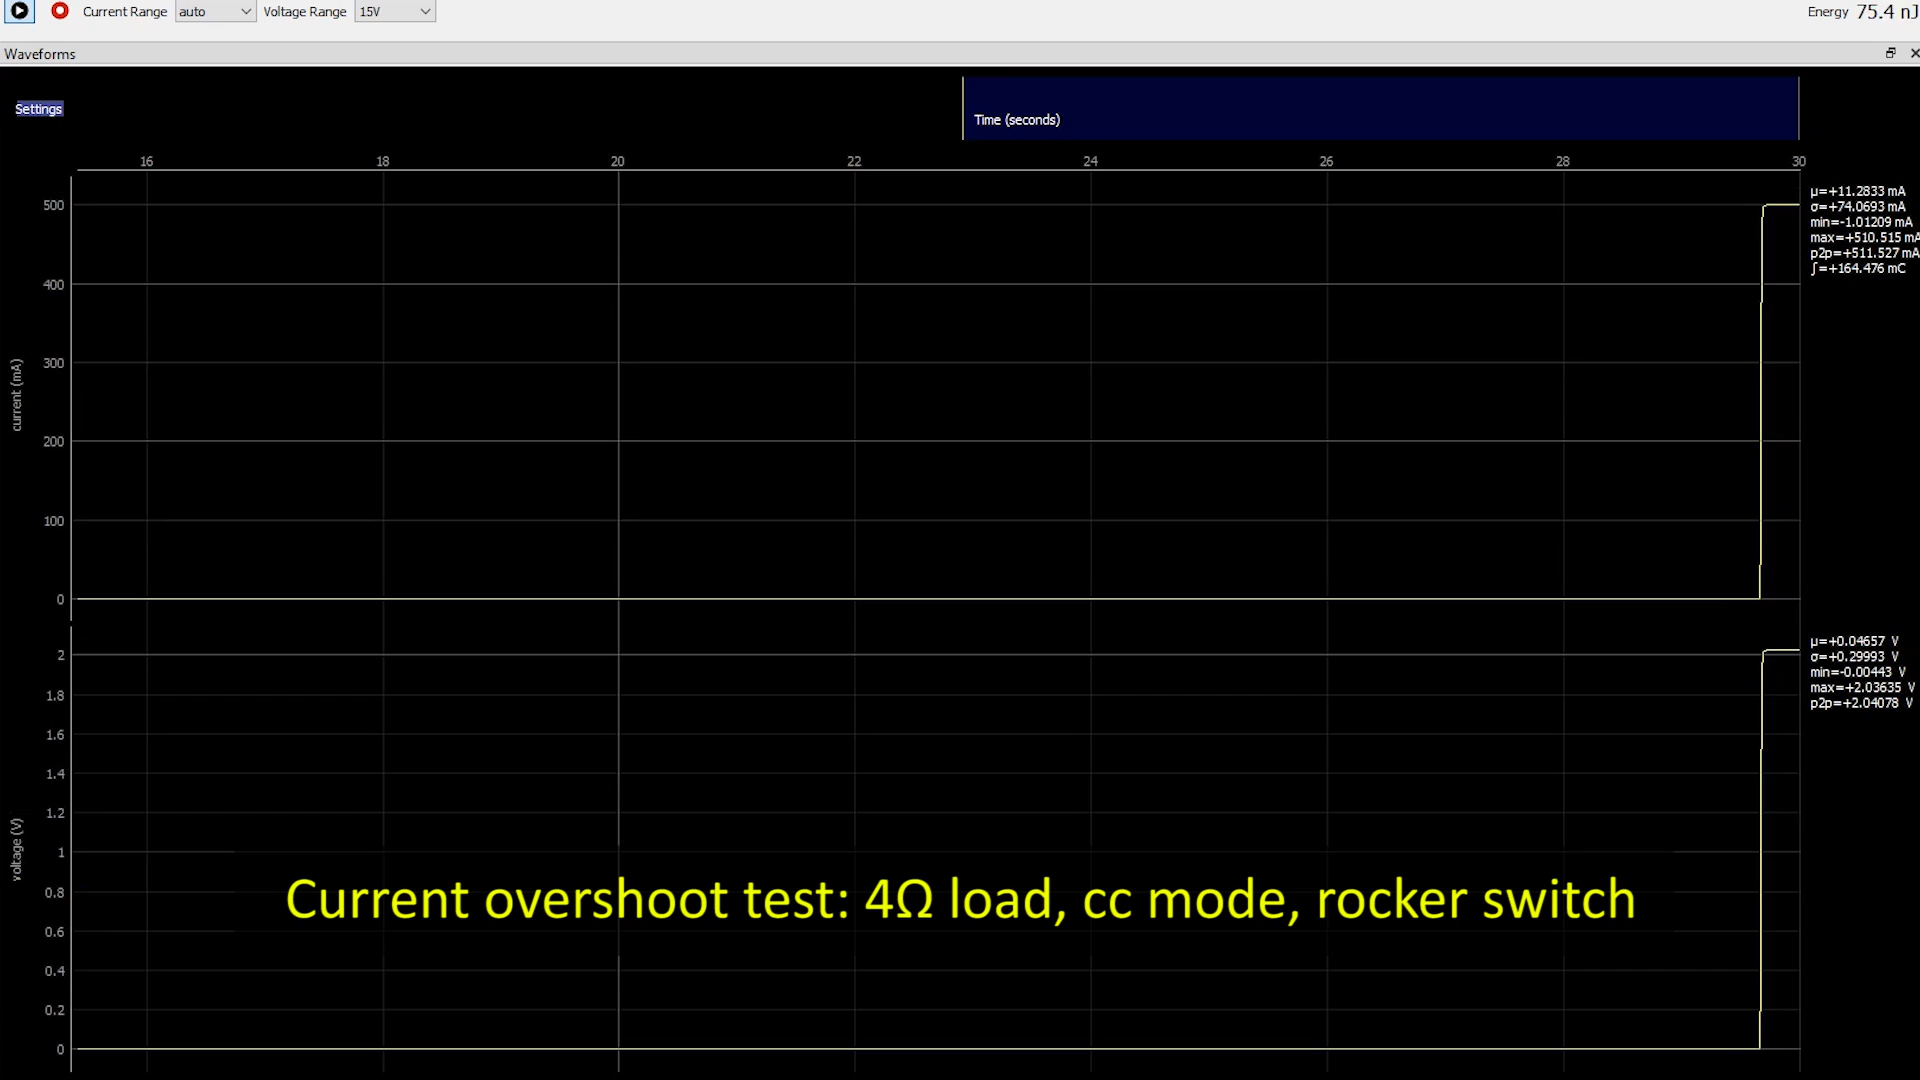 Current Range auto Voltage Range 15V Energy 75.4 nJ
Waveforms
Settings
Time (seconds)
16 18 20 22 24 26 28 30
500
400
300
200
100
0
current (mA)
μ=+11.2833 mA
σ=+74.0693 mA
min=-1.01209 mA
max=+510.515 mA
p2p=+511.527 mA
∫=+164.476 mC
2
1.8
1.6
1.4
1.2
1
0.8
0.6
0.4
0.2
0
voltage (V)
μ=+0.04657 V
σ=+0.29993 V
min=-0.00443 V
max=+2.03635 V
p2p=+2.04078 V
Current overshoot test: 4Ω load, cc mode, rocker switch